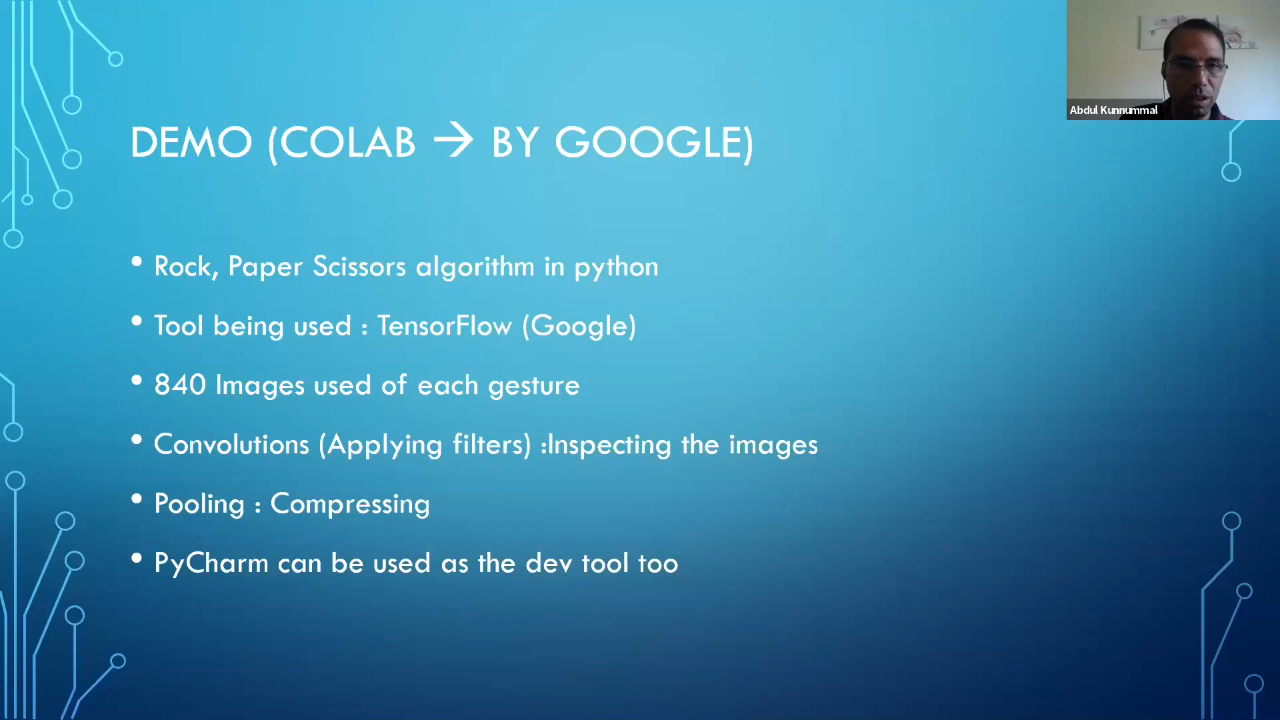 Abdul Kunnummal
DEMO (COLAB → BY GOOGLE)
• Rock, Paper Scissors algorithm in python
• Tool being used : TensorFlow (Google)
• 840 Images used of each gesture
• Convolutions (Applying filters) :Inspecting the images
• Pooling : Compressing
• PyCharm can be used as the dev tool too